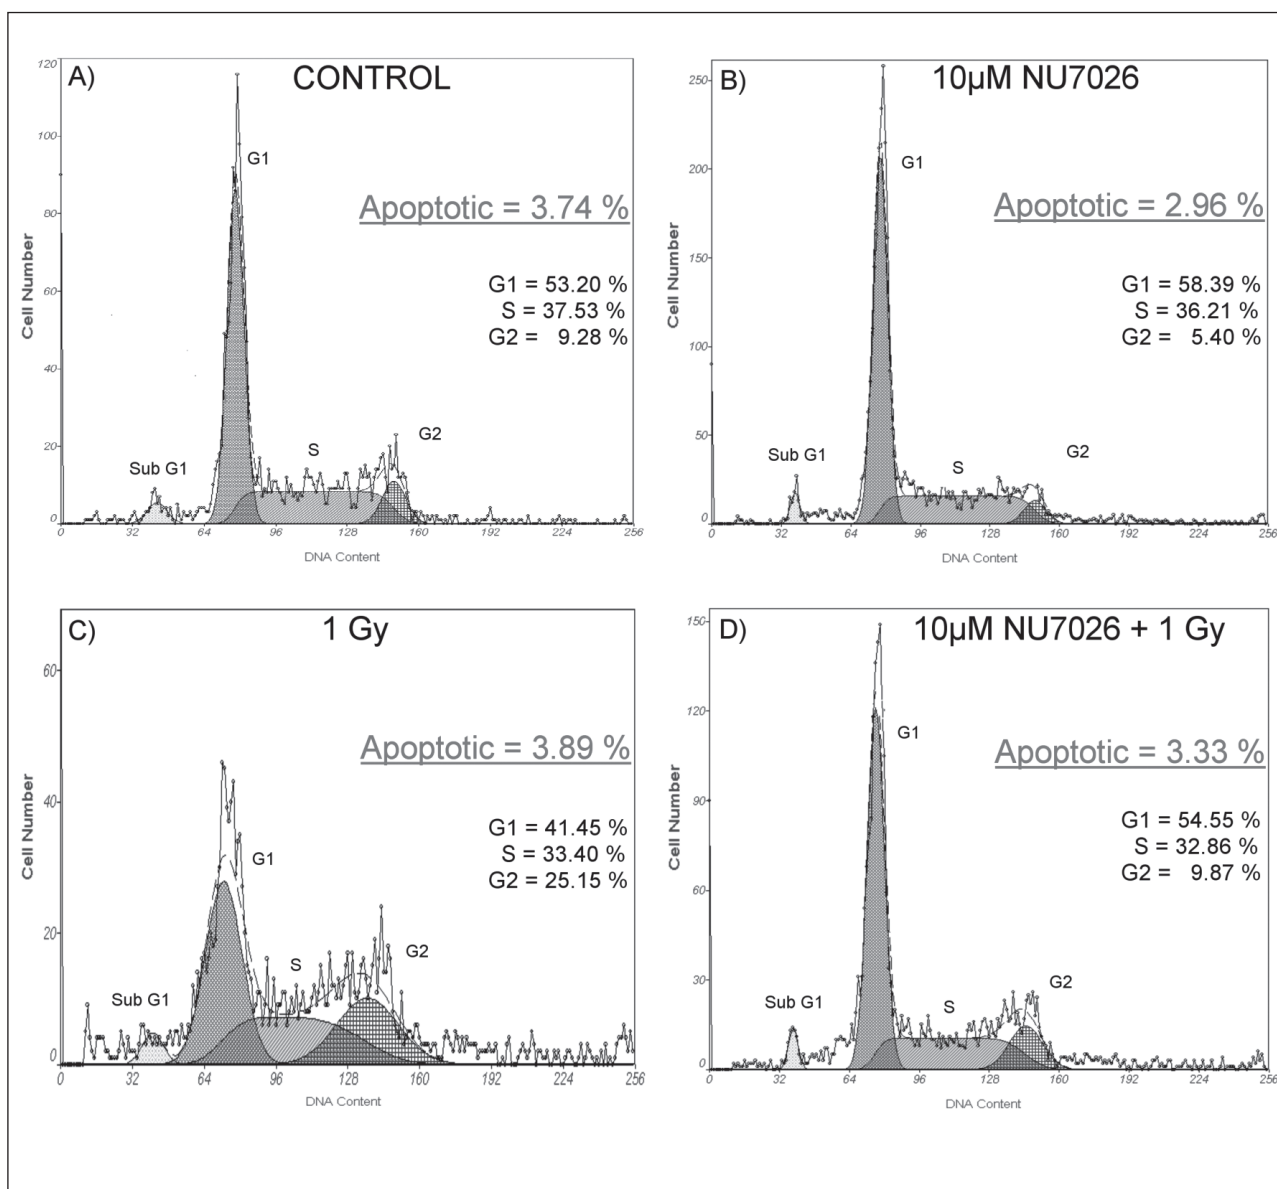 A)
CONTROL
120
100
80
60
40
20
0
Cell Number
G1
Apoptotic = 3.74 %
G1 = 53.20 %
S = 37.53 %
G2 = 9.28 %
Sub G1
S
G2
0 32 64 96 128 160 192 224 256
DNA Content
B)
10µM NU7026
250
200
150
100
50
0
Cell Number
G1
Apoptotic = 2.96 %
G1 = 58.39 %
S = 36.21 %
G2 = 5.40 %
Sub G1
S
G2
0 32 64 96 128 160 192 224 256
DNA Content
C)
1 Gy
60
40
20
0
Cell Number
Apoptotic = 3.89 %
G1 = 41.45 %
S = 33.40 %
G2 = 25.15 %
G1
Sub G1
S
G2
0 32 64 96 128 160 192 224 256
DNA Content
D)
10µM NU7026 + 1 Gy
150
120
90
60
30
0
Cell Number
G1
Apoptotic = 3.33 %
G1 = 54.55 %
S = 32.86 %
G2 = 9.87 %
Sub G1
S
G2
0 32 64 96 128 160 192 224 256
DNA Content